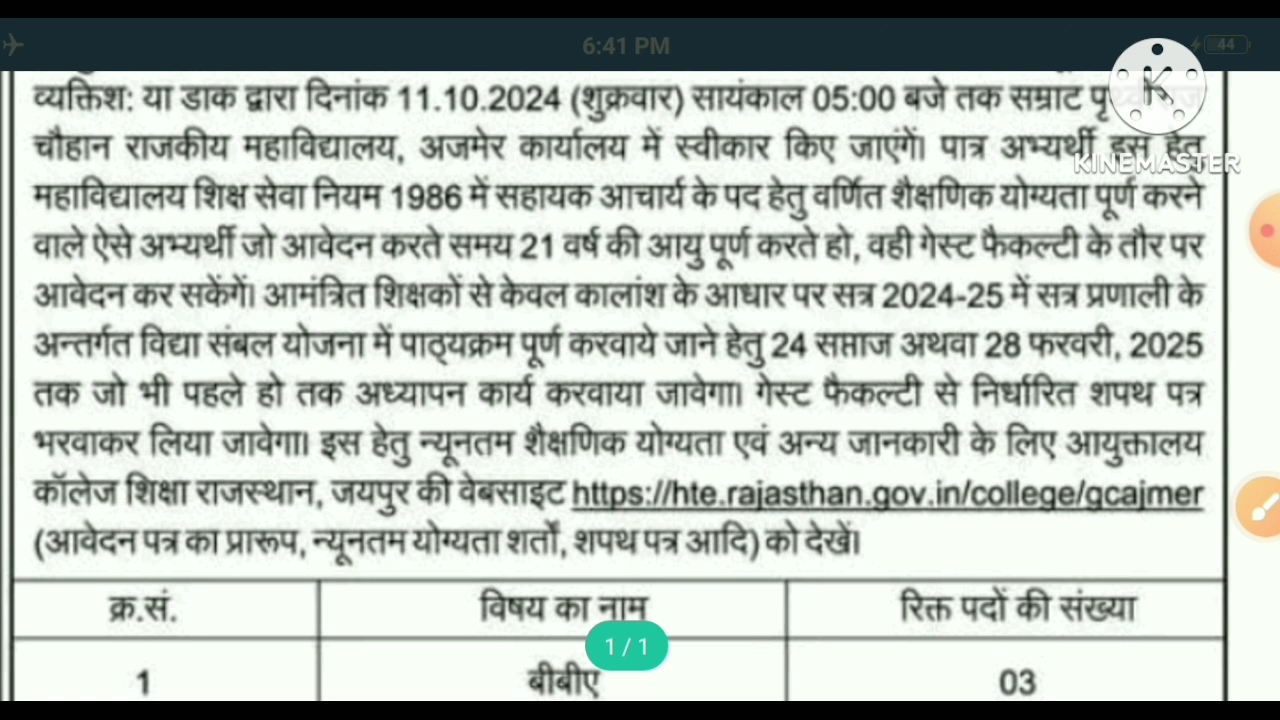 6:41 PM
44
व्यक्तिश: या डाक द्वारा दिनांक 11.10.2024 (शुक्रवार) सायंकाल 05:00 बजे तक सम्राट
चौहान राजकीय महाविद्यालय, अजमेर कार्यालय में स्वीकार किए जाएंगें। पात्र अभ्यर्थी इस हेतु
KINEMASTER
महाविद्यालय शिक्ष सेवा नियम 1986 में सहायक आचार्य के पद हेतु वर्णित शैक्षणिक योग्यता पूर्ण करने
वाले ऐसे अभ्यर्थी जो आवेदन करते समय 21 वर्ष की आयु पूर्ण करते हो, वही गेस्ट फैकल्टी के तौर पर
आवेदन कर सकेंगें। आमंत्रित शिक्षकों से केवल कालांश के आधार पर सत्र 2024-25 में सत्र प्रणाली के
अन्तर्गत विद्या संबल योजना में पाठ्यक्रम पूर्ण करवाये जाने हेतु 24 सप्ताज अथवा 28 फरवरी, 2025
तक जो भी पहले हो तक अध्यापन कार्य करवाया जावेगा। गेस्ट फैकल्टी से निर्धारित शपथ पत्र
भरवाकर लिया जावेगा। इस हेतु न्यूनतम शैक्षणिक योग्यता एवं अन्य जानकारी के लिए आयुक्तालय
कॉलेज शिक्षा राजस्थान, जयपुर की वेबसाइट https://hte.rajasthan.gov.in/college/gcajmer
(आवेदन पत्र का प्रारूप, न्यूनतम योग्यता शर्तों, शपथ पत्र आदि) को देखें।
क्र.सं. विषय का नाम रिक्त पदों की संख्या
1 / 1
1 बीबीए 03